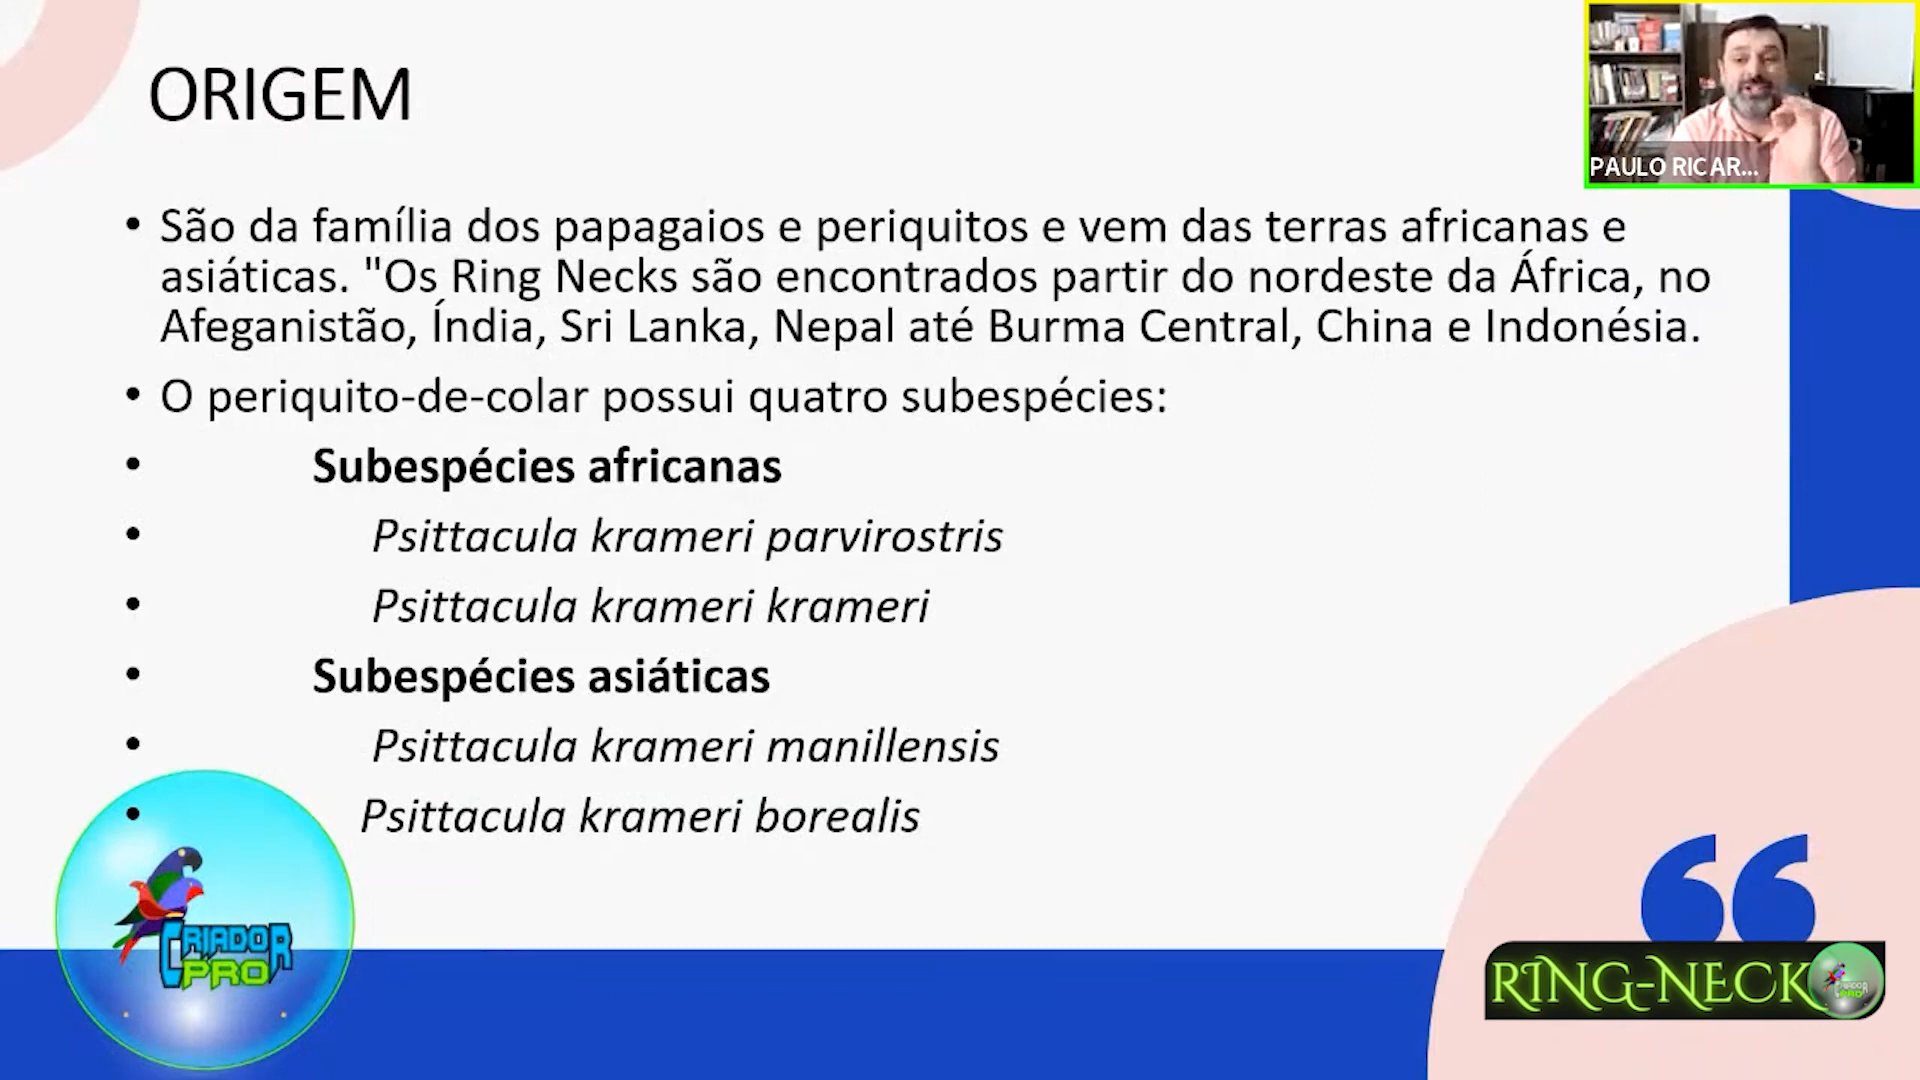 ORIGEM
PAULO RICAR...
• São da família dos papagaios e periquitos e vem das terras africanas e
asiáticas. "Os Ring Necks são encontrados partir do nordeste da África, no
Afeganistão, Índia, Sri Lanka, Nepal até Burma Central, China e Indonésia.
• O periquito-de-colar possui quatro subespécies:
• Subespécies africanas
• Psittacula krameri parvirostris
• Psittacula krameri krameri
• Subespécies asiáticas
• Psittacula krameri manillensis
• Psittacula krameri borealis
CRIADOR
PRO
RING-NECK
CRIADOR
PRO